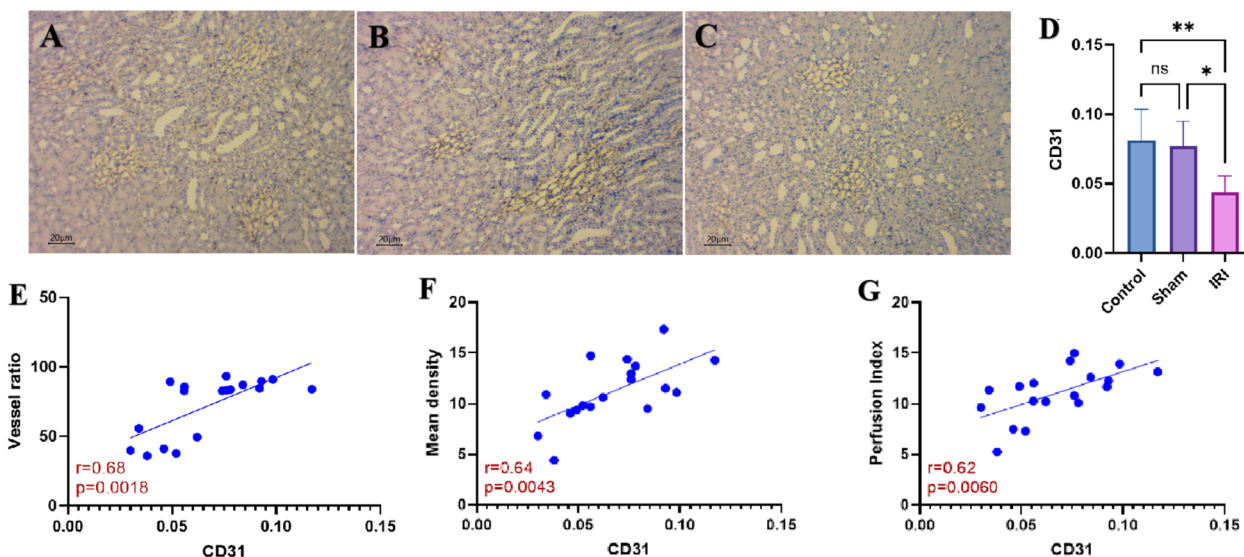 A
20μm
B
20μm
C
20μm
D
CD31
0.15
0.10
0.05
0.00
**
ns
*
Control
Sham
IRI
E
Vessel ratio
50
100
50
0
r=0.68
p=0.0018
0.00
0.05
0.10
0.15
CD31
F
Mean density
20
15
10
5
0
r=0.64
p=0.0043
0.00
0.05
0.10
0.15
CD31
G
Perfusion Index
20
15
10
5
0
r=0.62
p=0.0060
0.00
0.05
0.10
0.15
CD31